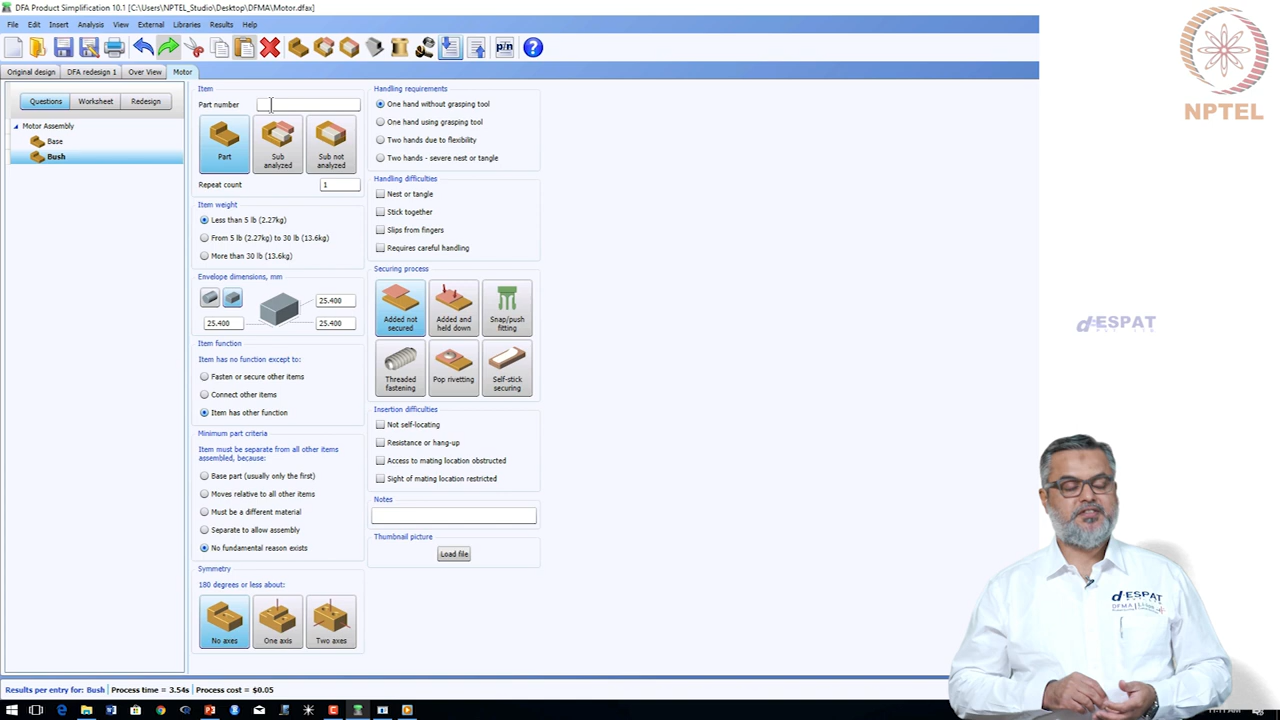 DFA Product Simplification 10.1 [C:\Users\NPTEL_Studio\Desktop\DFMA\Motor.dfax]
File Edit Insert Analysis View External Libraries Results Help
p/n
Original design DFA redesign 1 Over View Motor
Questions Worksheet Redesign
Motor Assembly
Base
Bush
Item
Part number
Part
Sub analyzed
Sub not analyzed
Repeat count 1
Item weight
Less than 5 lb (2.27kg)
From 5 lb (2.27kg) to 30 lb (13.6kg)
More than 30 lb (13.6kg)
Envelope dimensions, mm
25.400
25.400 25.400
Item function
Item has no function except to:
Fasten or secure other items
Connect other items
Item has other function
Minimum part criteria
Item must be separate from all other items
assembled, because:
Base part (usually only the first)
Moves relative to all other items
Must be a different material
Separate to allow assembly
No fundamental reason exists
Symmetry
180 degrees or less about:
No axes One axis Two axes
Handling requirements
One hand without grasping tool
One hand using grasping tool
Two hands due to flexibility
Two hands - severe nest or tangle
Handling difficulties
Nest or tangle
Stick together
Slips from fingers
Requires careful handling
Securing process
Added not secured
Added and held down
Snap/push fitting
Threaded fastening
Pop rivetting
Self-stick securing
Insertion difficulties
Not self-locating
Resistance or hang-up
Access to mating location obstructed
Sight of mating location restricted
Notes
Thumbnail picture
Load file
Results per entry for: Bush Process time = 3.54s Process cost = $0.05
NPTEL
d-ESPAT
d-ESPAT
DFMA